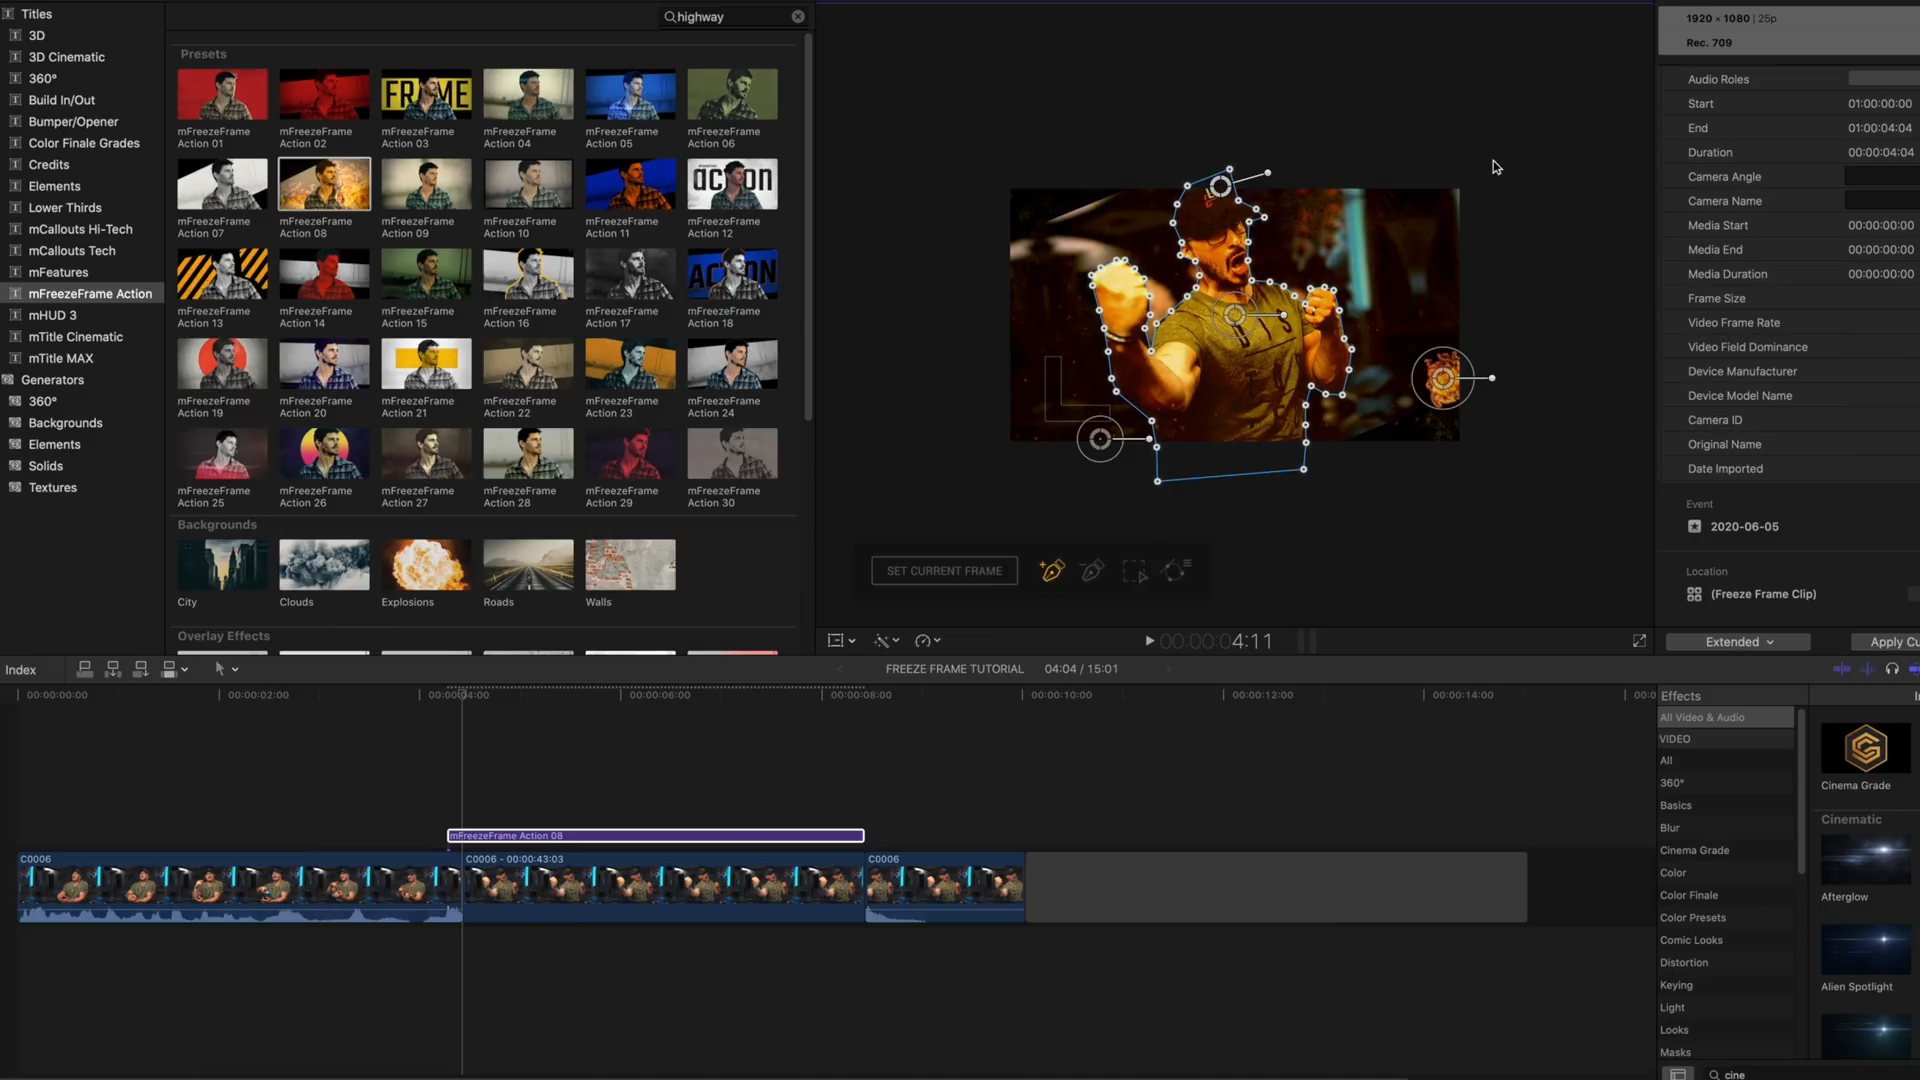 Titles
3D
3D Cinematic
360°
Build In/Out
Bumper/Opener
Color Finale Grades
Credits
Elements
Lower Thirds
mCallouts Hi-Tech
mCallouts Tech
mFeatures
mFreezeFrame Action
mHUD 3
mTitle Cinematic
mTitle MAX
Generators
360°
Backgrounds
Elements
Solids
Textures
highway
Presets
FRAME
mFreezeFrame Action 01
mFreezeFrame Action 02
mFreezeFrame Action 03
mFreezeFrame Action 04
mFreezeFrame Action 05
mFreezeFrame Action 06
action
mFreezeFrame Action 07
mFreezeFrame Action 08
mFreezeFrame Action 09
mFreezeFrame Action 10
mFreezeFrame Action 11
mFreezeFrame Action 12
ACTION
mFreezeFrame Action 13
mFreezeFrame Action 14
mFreezeFrame Action 15
mFreezeFrame Action 16
mFreezeFrame Action 17
mFreezeFrame Action 18
mFreezeFrame Action 19
mFreezeFrame Action 20
mFreezeFrame Action 21
mFreezeFrame Action 22
mFreezeFrame Action 23
mFreezeFrame Action 24
mFreezeFrame Action 25
mFreezeFrame Action 26
mFreezeFrame Action 27
mFreezeFrame Action 28
mFreezeFrame Action 29
mFreezeFrame Action 30
Backgrounds
City
Clouds
Explosions
Roads
Walls
Overlay Effects
SET CURRENT FRAME
00:00:04:11
1920 × 1080 | 25p
Rec. 709
Audio Roles
Start 01:00:00:00
End 01:00:04:04
Duration 00:00:04:04
Camera Angle
Camera Name
Media Start 00:00:00:00
Media End 00:00:00:00
Media Duration 00:00:00:00
Frame Size
Video Frame Rate
Video Field Dominance
Device Manufacturer
Device Model Name
Camera ID
Original Name
Date Imported
Event
2020-06-05
Location
(Freeze Frame Clip)
Extended
Apply Cu
Index
FREEZE FRAME TUTORIAL 04:04 / 15:01
00:00:00:00
00:00:02:00
00:00:04:00
00:00:06:00
00:00:08:00
00:00:10:00
00:00:12:00
00:00:14:00
00:0
mFreezeFrame Action 08
C0006
C0006 - 00:00:43:03
C0006
Effects
All Video & Audio
VIDEO
All
360°
Basics
Blur
Cinema Grade
Color
Color Finale
Color Presets
Comic Looks
Distortion
Keying
Light
Looks
Masks
Cinema Grade
Cinematic
Afterglow
Alien Spotlight
cine